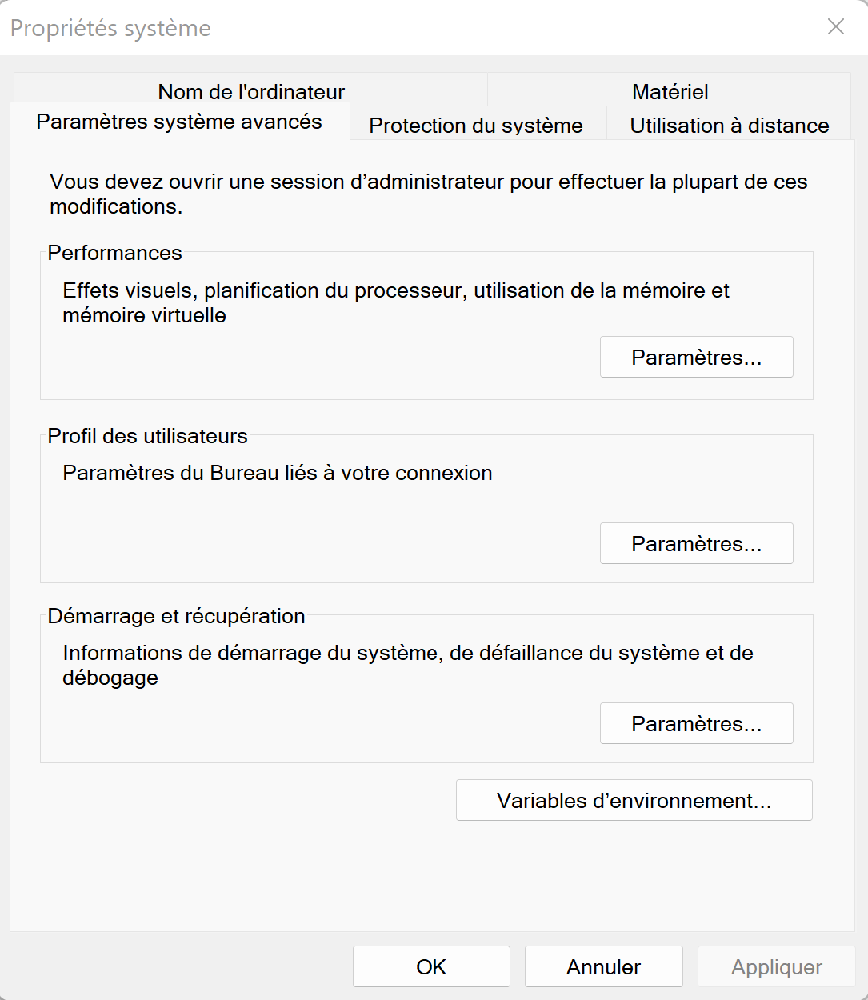 Propriétés système
Nom de l'ordinateur
Matériel
Paramètres système avancés
Protection du système
Utilisation à distance
Vous devez ouvrir une session d’administrateur pour effectuer la plupart de ces
modifications.
Performances
Effets visuels, planification du processeur, utilisation de la mémoire et
mémoire virtuelle
Paramètres...
Profil des utilisateurs
Paramètres du Bureau liés à votre connexion
Paramètres...
Démarrage et récupération
Informations de démarrage du système, de défaillance du système et de
débogage
Paramètres...
Variables d’environnement...
OK
Annuler
Appliquer